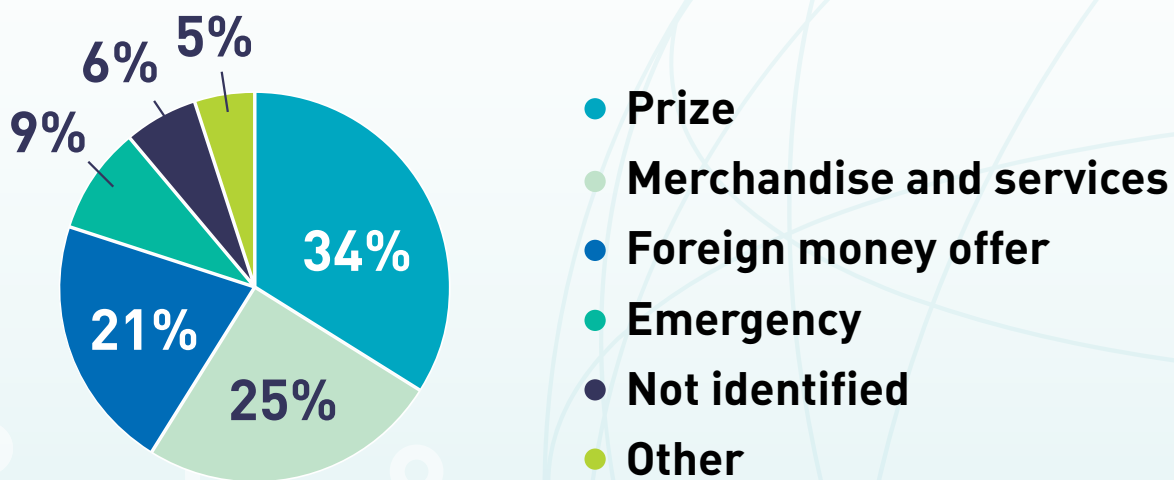 5%
6%
9%
34%
21%
25%
Prize
Merchandise and services
Foreign money offer
Emergency
Not identified
Other